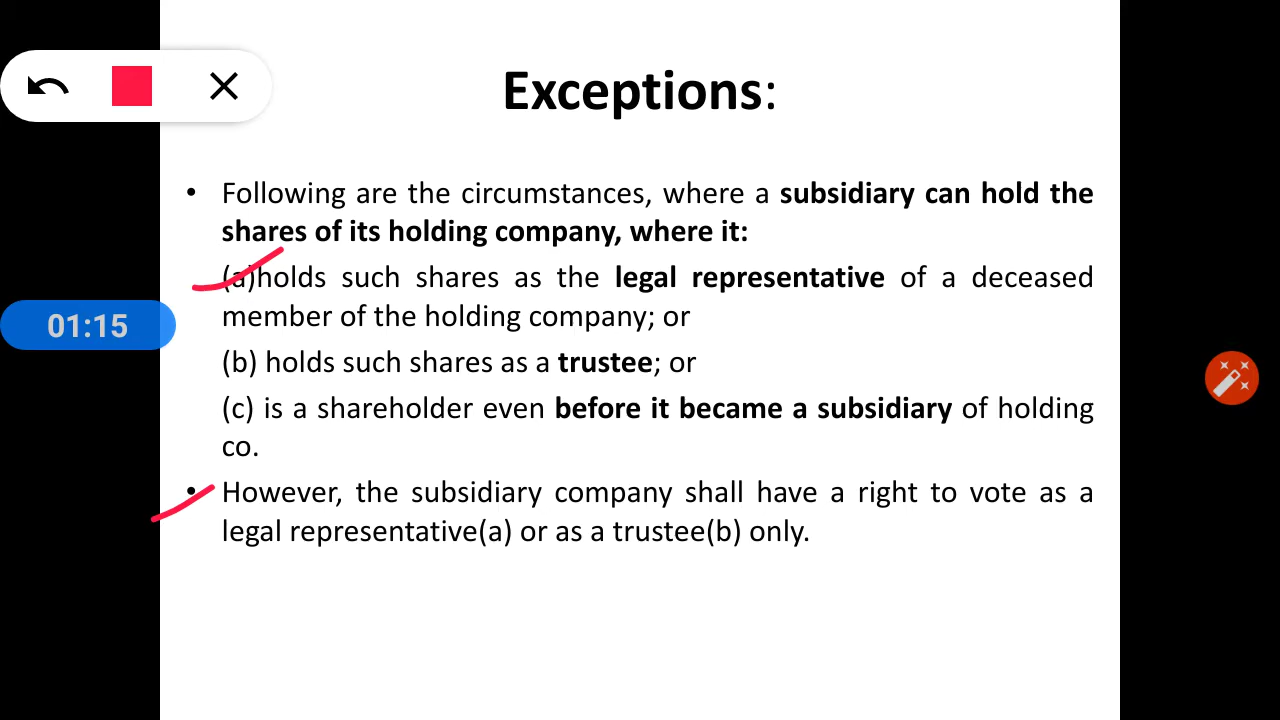 Exceptions:
• Following are the circumstances, where a subsidiary can hold the
shares of its holding company, where it:
(a)holds such shares as the legal representative of a deceased
member of the holding company; or
01:15
(b) holds such shares as a trustee; or
(c) is a shareholder even before it became a subsidiary of holding
co.
• However, the subsidiary company shall have a right to vote as a
legal representative(a) or as a trustee(b) only.